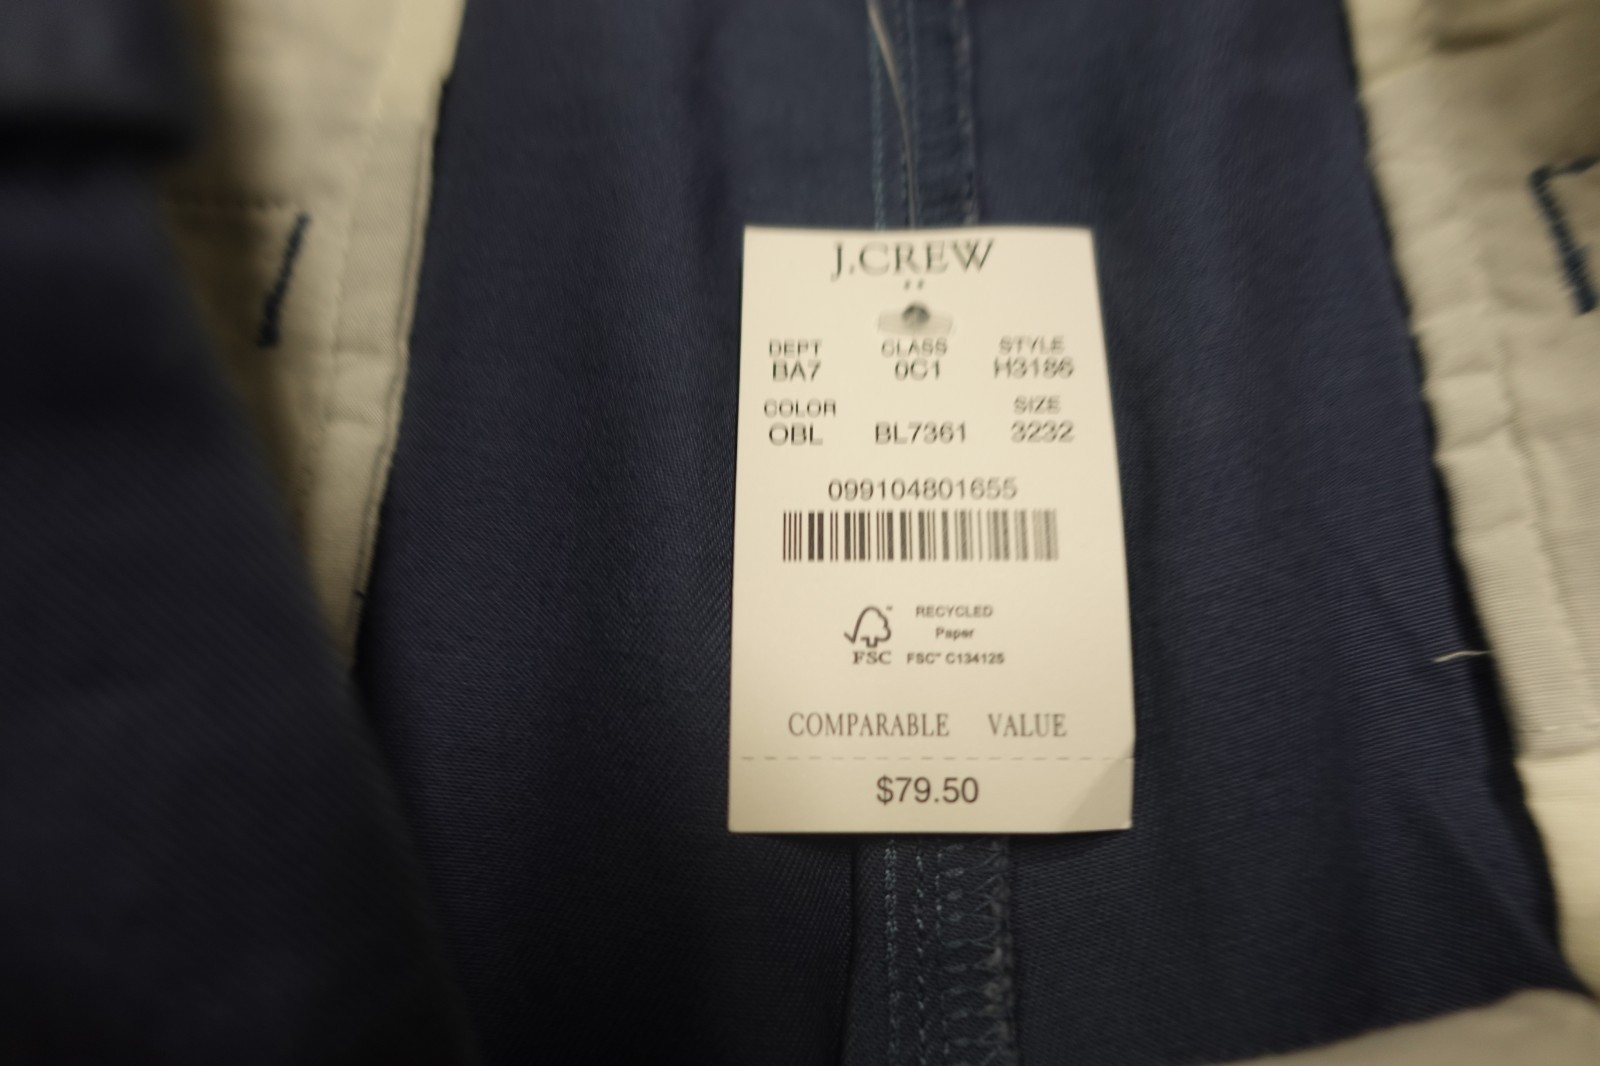 J.CREW
DEPT CLASS STYLE
BA7 0C1 H3186
COLOR SIZE
OBL BL7361 3232
099104801655
RECYCLED
Paper
FSC FSC™ C134125
COMPARABLE VALUE
$79.50